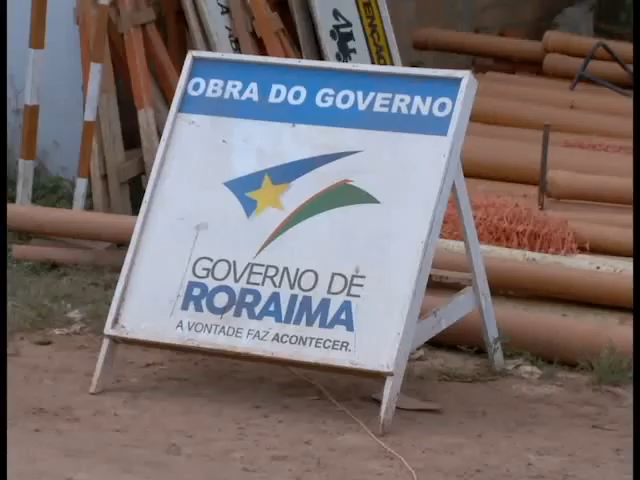 OBRA DO GOVERNO
GOVERNO DE
RORAIMA
A VONTADE FAZ ACONTECER.